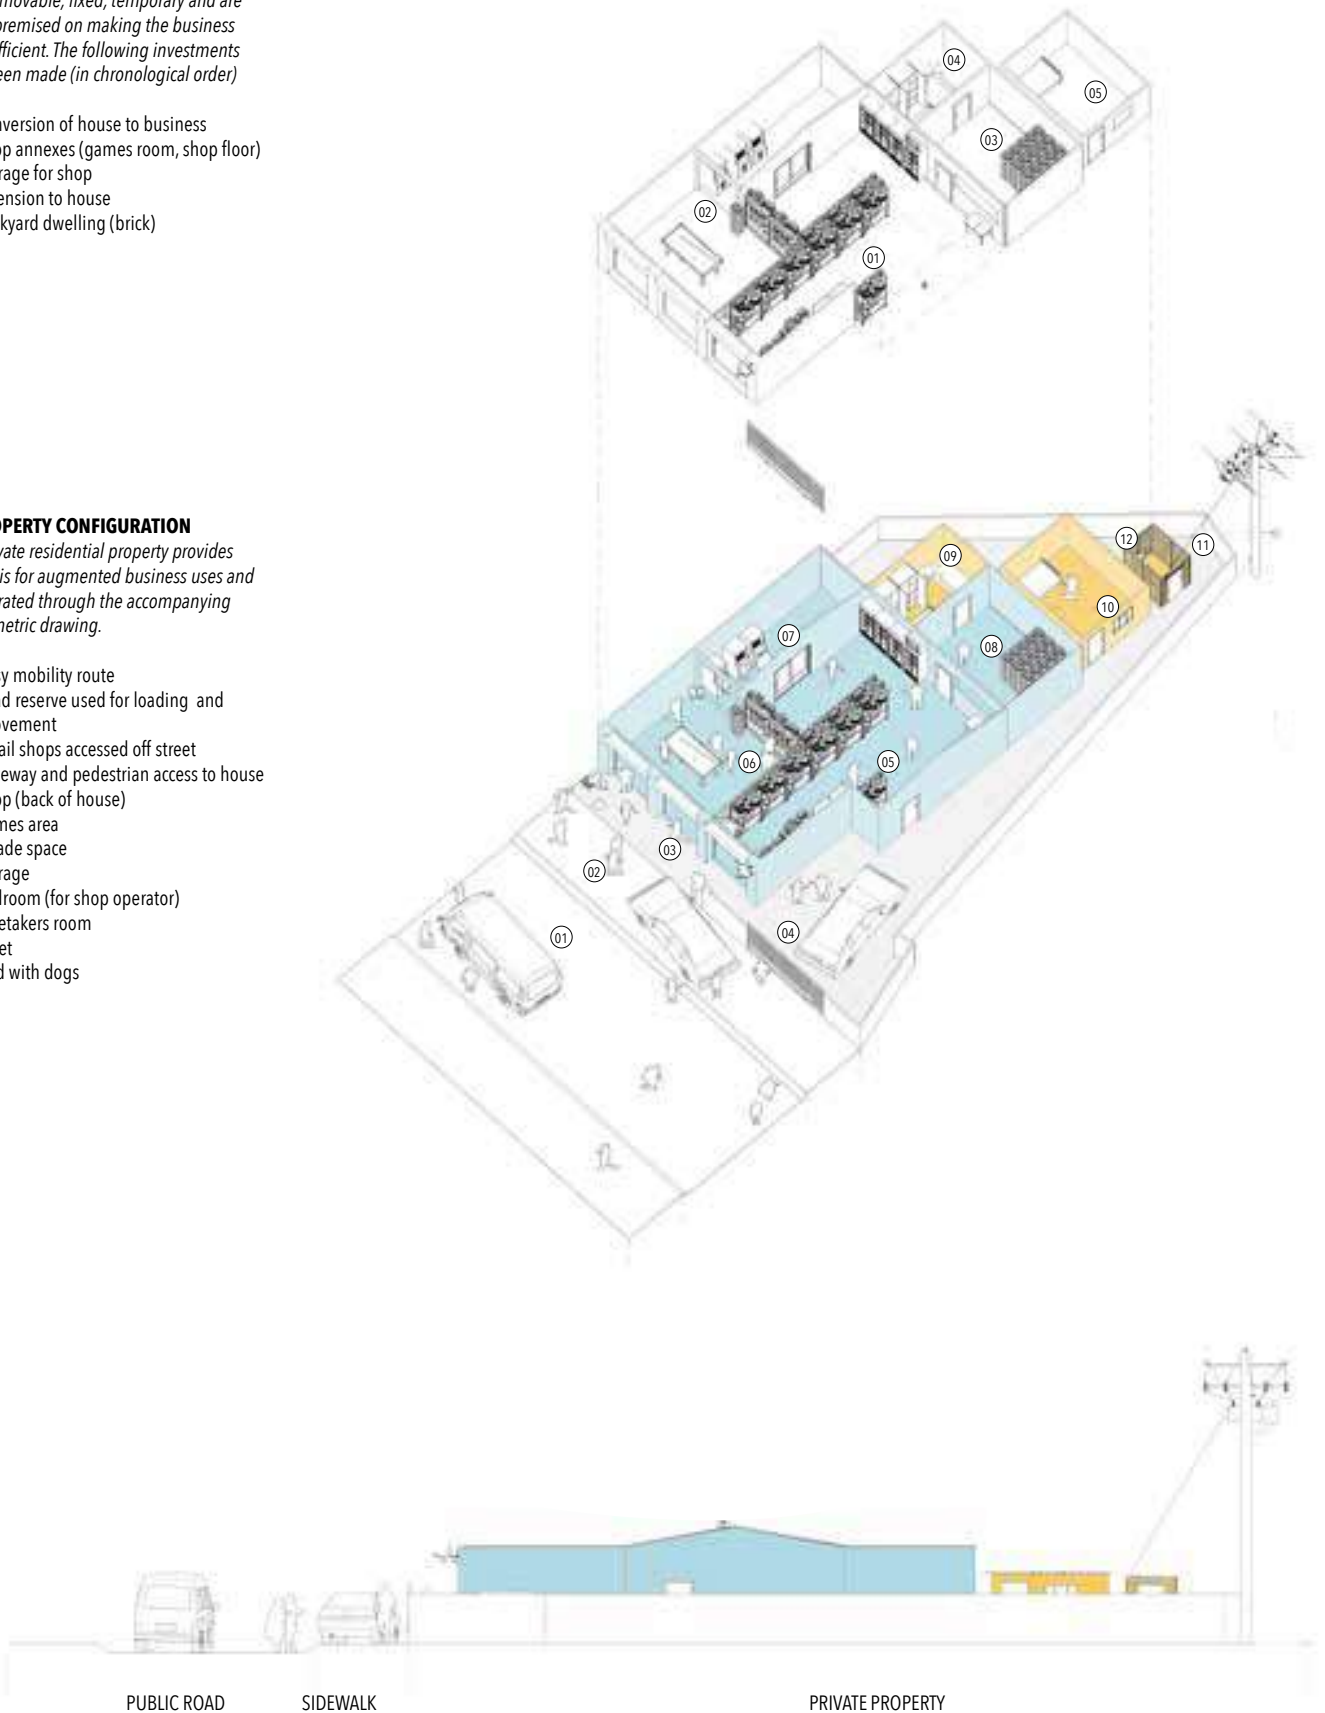 movable, fixed, temporary and are
premised on making the business
fficient. The following investments
een made (in chronological order)
nversion of house to business
op annexes (games room, shop floor)
rage for shop
ension to house
kyard dwelling (brick)
04
05
03
02
01
OPERTY CONFIGURATION
vate residential property provides
is for augmented business uses and
rated through the accompanying
metric drawing.
sy mobility route
ad reserve used for loading and
ovement
ail shops accessed off street
eway and pedestrian access to house
op (back of house)
mes area
ade space
rage
droom (for shop operator)
etakers room
et
d with dogs
12
11
09
10
07
08
06
05
03
02
04
01
PUBLIC ROAD
SIDEWALK
PRIVATE PROPERTY